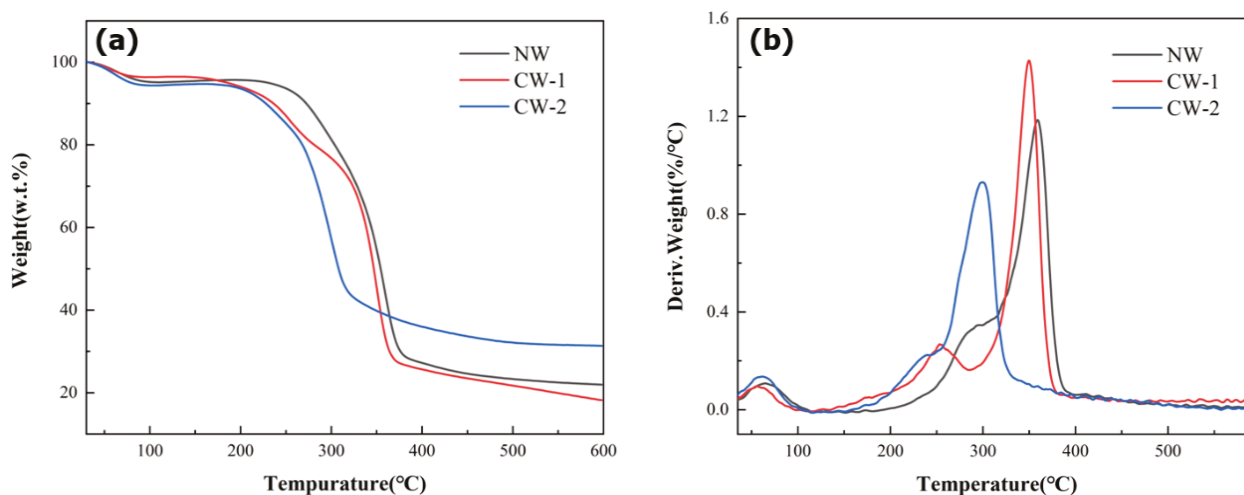 (a)
NW
CW-1
CW-2
100
80
60
40
20
Weight(w.t.%)
100
200
300
400
500
600
Tempurature(°C)
(b)
NW
CW-1
CW-2
1.6
1.2
0.8
0.4
0.0
Deriv.Weight(%/°C)
100
200
300
400
500
Temperature(°C)